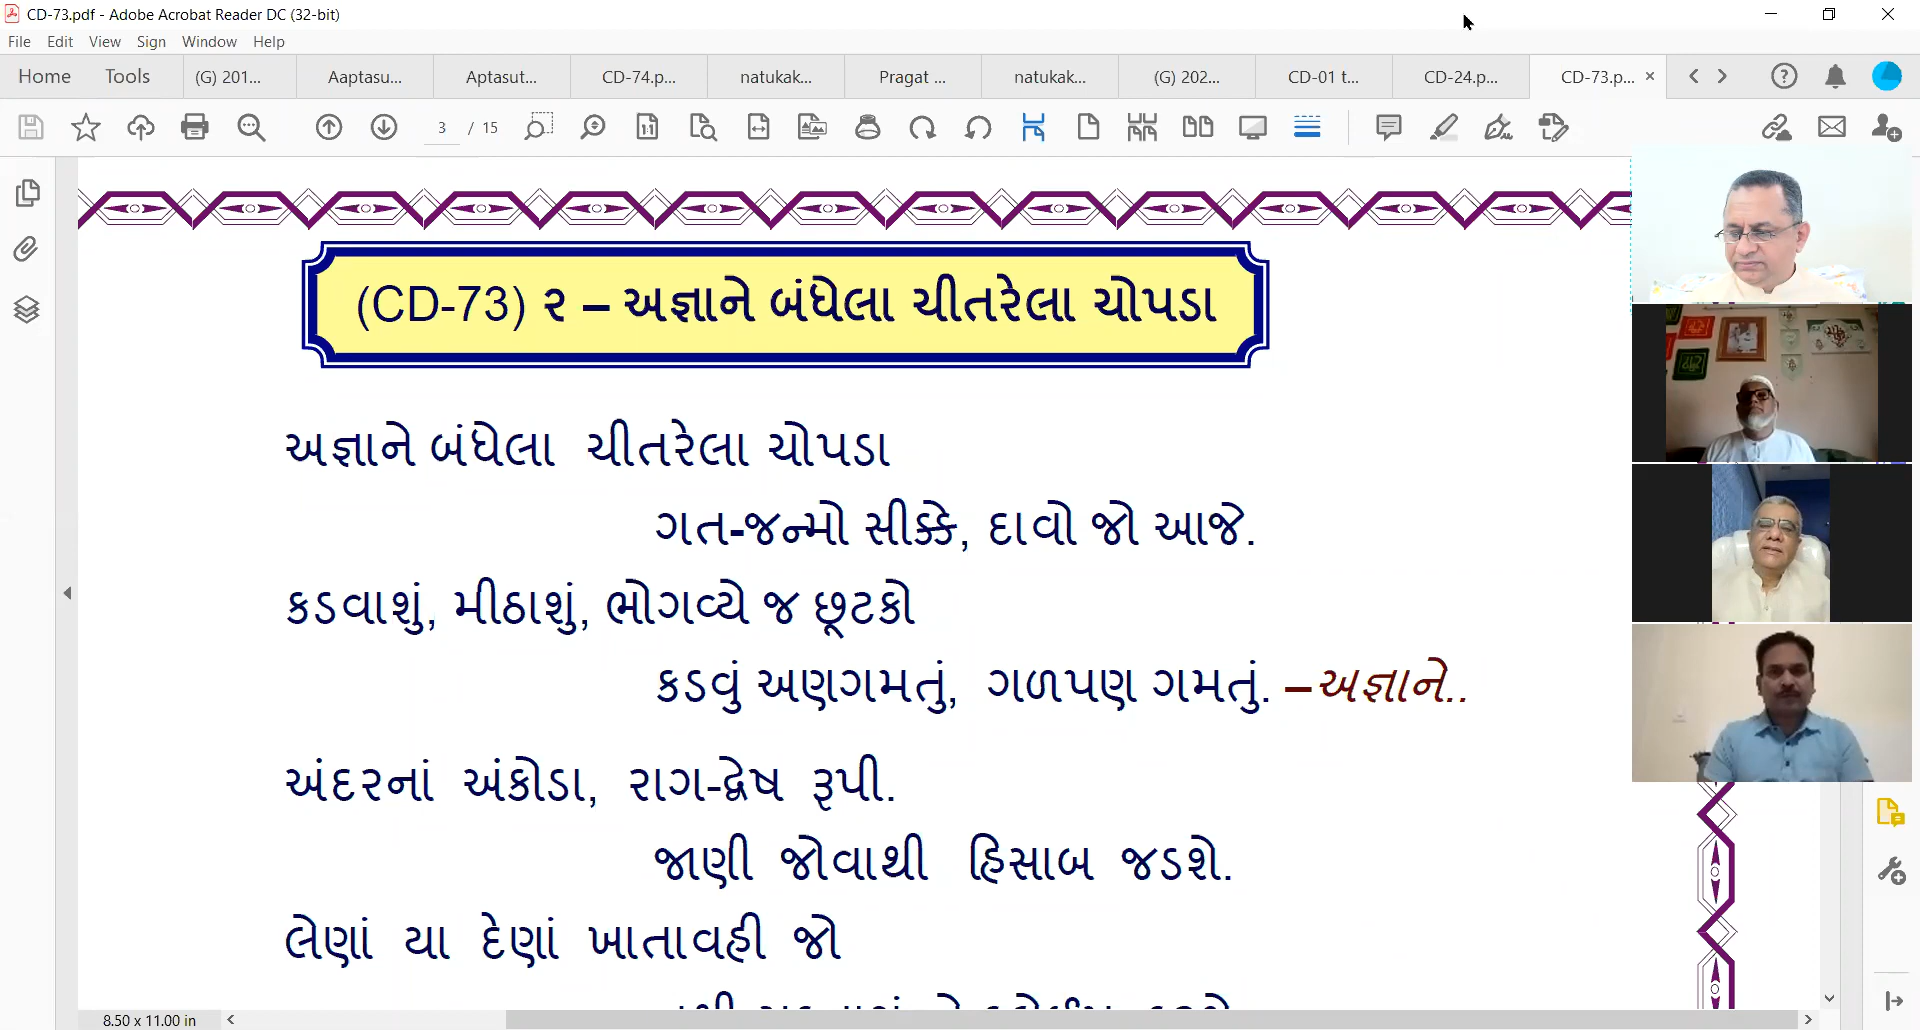 CD-73.pdf - Adobe Acrobat Reader DC (32-bit)
File Edit View Sign Window Help
Home Tools (G) 201... Aaptasu... Aptasut... CD-74.p... natukak... Pragat ... natukak... (G) 202... CD-01 t... CD-24.p... CD-73.p...
3 / 15
(CD-73) ૨ – અજ્ઞાને બંધેલા ચીતરેલા ચોપડા
અજ્ઞાને બંધેલા ચીતરેલા ચોપડા
ગત-જન્મો સીક્કે, દાવો જો આજે.
કડવાશું, મીઠાશું, ભોગવ્યે જ છૂટકો
કડવું અણગમતું, ગળપણ ગમતું. –અજ્ઞાને..
અંદરનાં અંકોડા, રાગ-દ્વેષ રૂપી.
જાણી જોવાથી હિસાબ જડશે.
લેણાં યા દેણાં ખાતાવહી જો
8.50 x 11.00 in